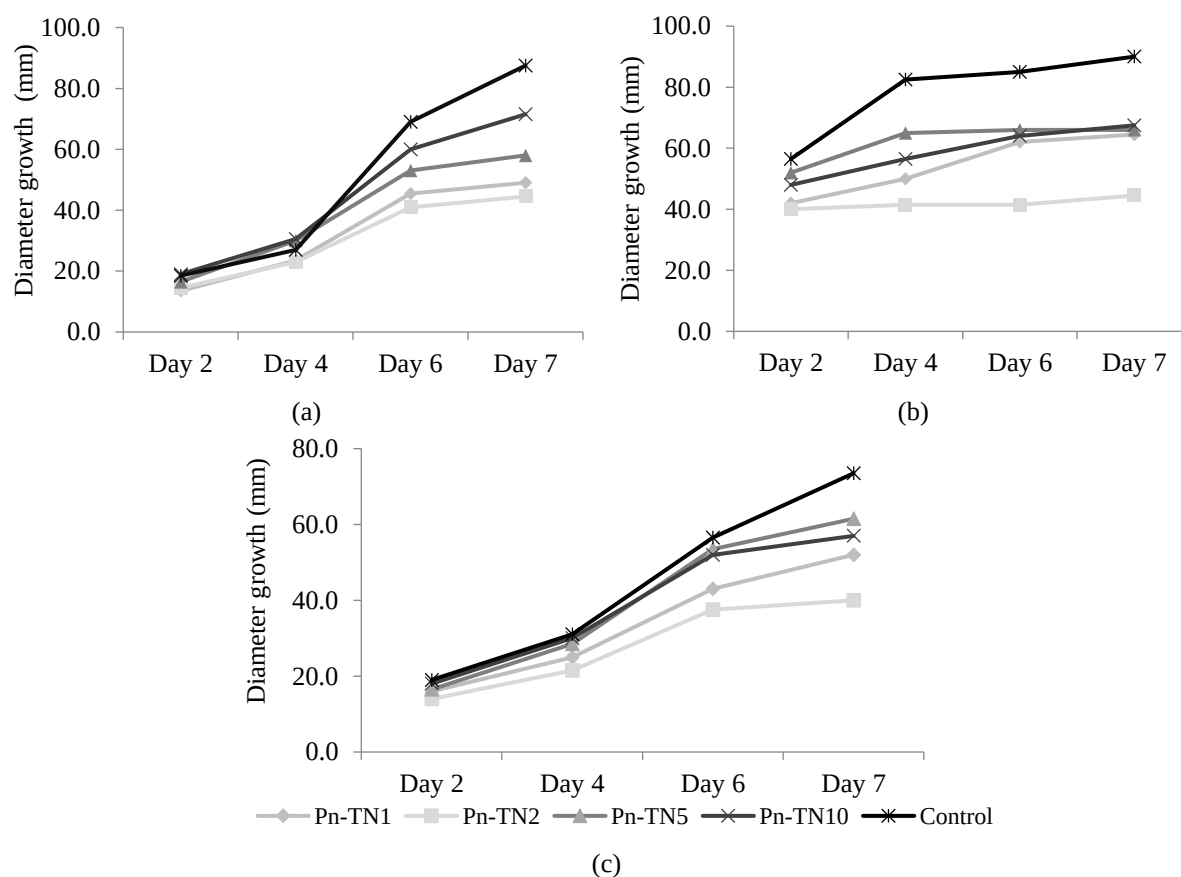 Diameter growth (mm)
100.0
80.0
60.0
40.0
20.0
0.0
Day 2 Day 4 Day 6 Day 7
(a)
Diameter growth (mm)
100.0
80.0
60.0
40.0
20.0
0.0
Day 2 Day 4 Day 6 Day 7
(b)
Diameter growth (mm)
80.0
60.0
40.0
20.0
0.0
Day 2 Day 4 Day 6 Day 7
Pn-TN1 Pn-TN2 Pn-TN5 Pn-TN10 Control
(c)